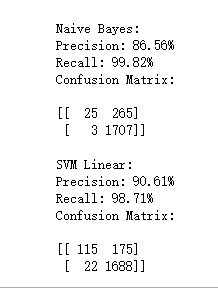 Naive Bayes:
Precision: 86.56%
Recall: 99.82%
Confusion Matrix:
[[  25  265]
 [   3 1707]]
SVM Linear:
Precision: 90.61%
Recall: 98.71%
Confusion Matrix:
[[ 115  175]
 [  22 1688]]